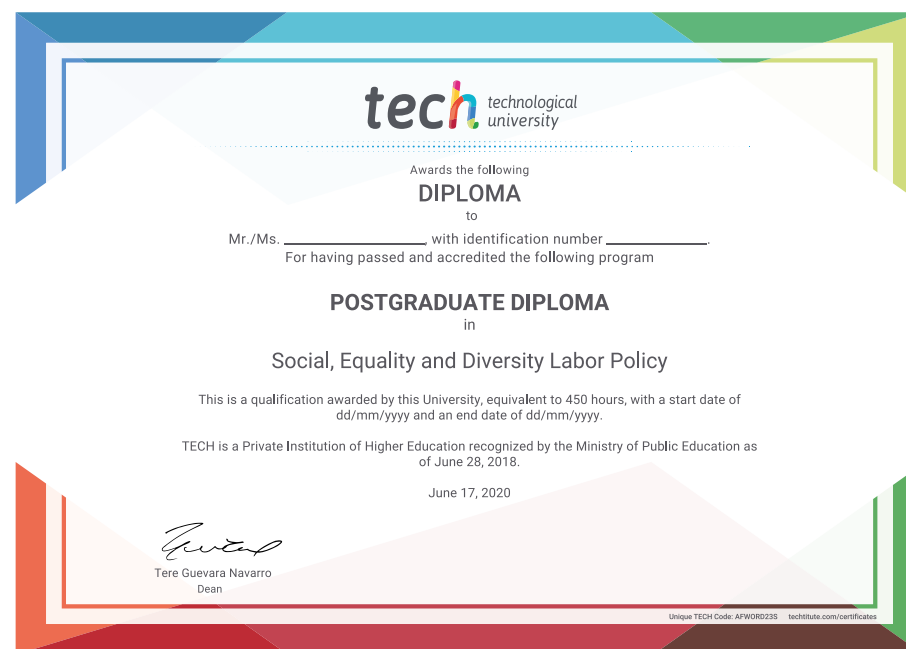 tech technological
university
Awards the following
DIPLOMA
to
Mr./Ms. ____________________, with identification number ______________.
For having passed and accredited the following program
POSTGRADUATE DIPLOMA
in
Social, Equality and Diversity Labor Policy
This is a qualification awarded by this University, equivalent to 450 hours, with a start date of
dd/mm/yyyy and an end date of dd/mm/yyyy.
TECH is a Private Institution of Higher Education recognized by the Ministry of Public Education as
of June 28, 2018.
June 17, 2020
Tere Guevara Navarro
Dean
Unique TECH Code: AFWORD23S techtitute.com/certificates